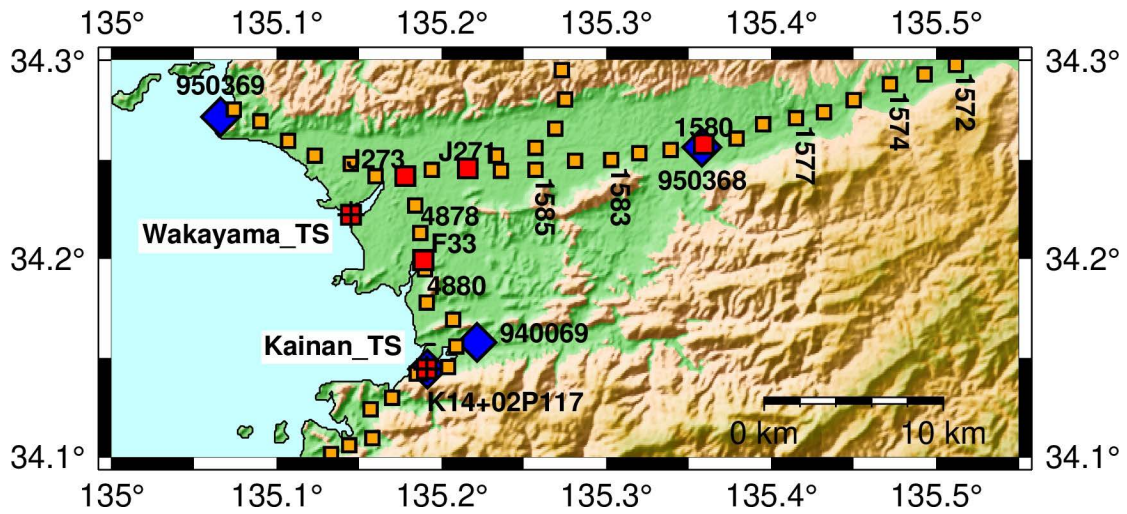 135° 135.1° 135.2° 135.3° 135.4° 135.5°
34.3° 34.3°
950369
1572
1574
1580
J273 J271
1577
950368
1585
1583
4878
Wakayama_TS
F33
34.2° 34.2°
4880
940069
Kainan_TS
K14+02P117
0 km 10 km
34.1° 34.1°
135° 135.1° 135.2° 135.3° 135.4° 135.5°